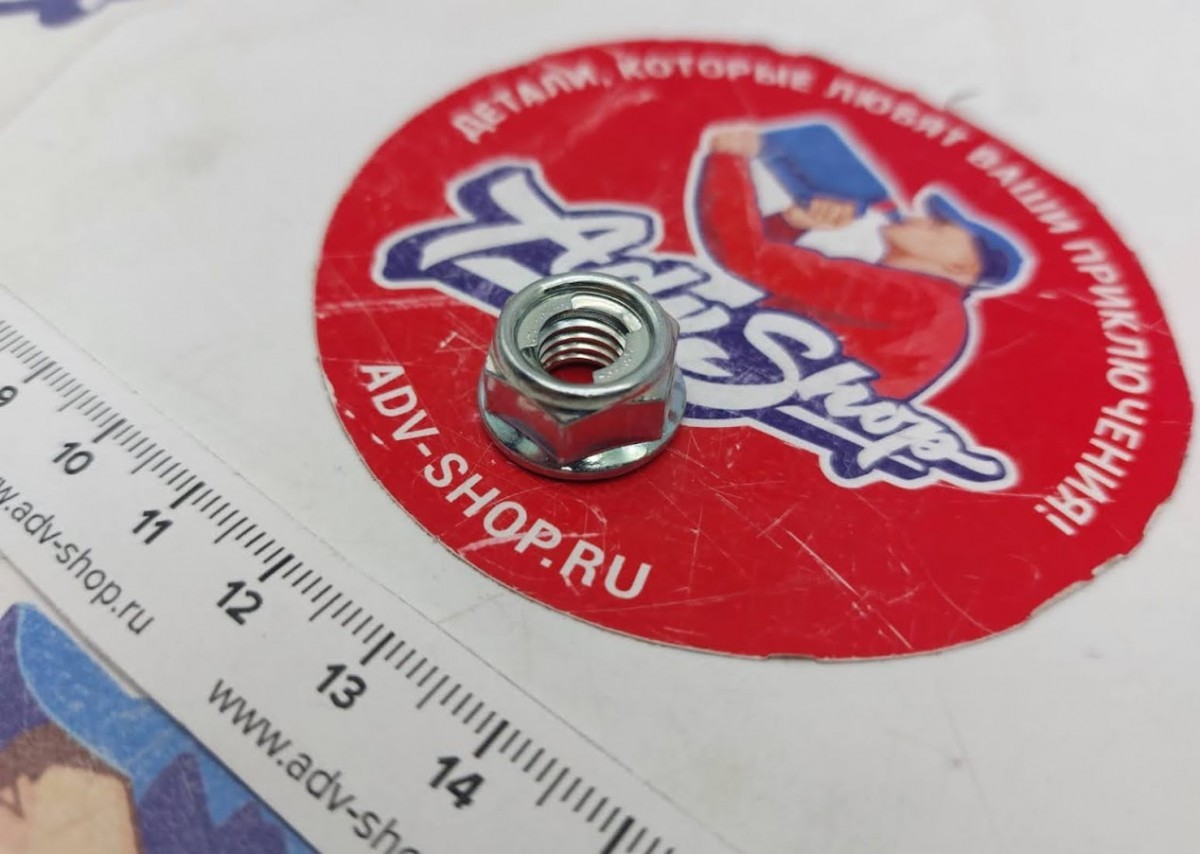 ДЕТАЛИ, КОТОРЫЕ ЛЮБЯТ ВАШИ ПРИКЛЮЧЕНИЯ!
Adv Shop
ADV-SHOP.RU
9
10
11
12
13
14
www.adv-shop.ru
www.adv-sho